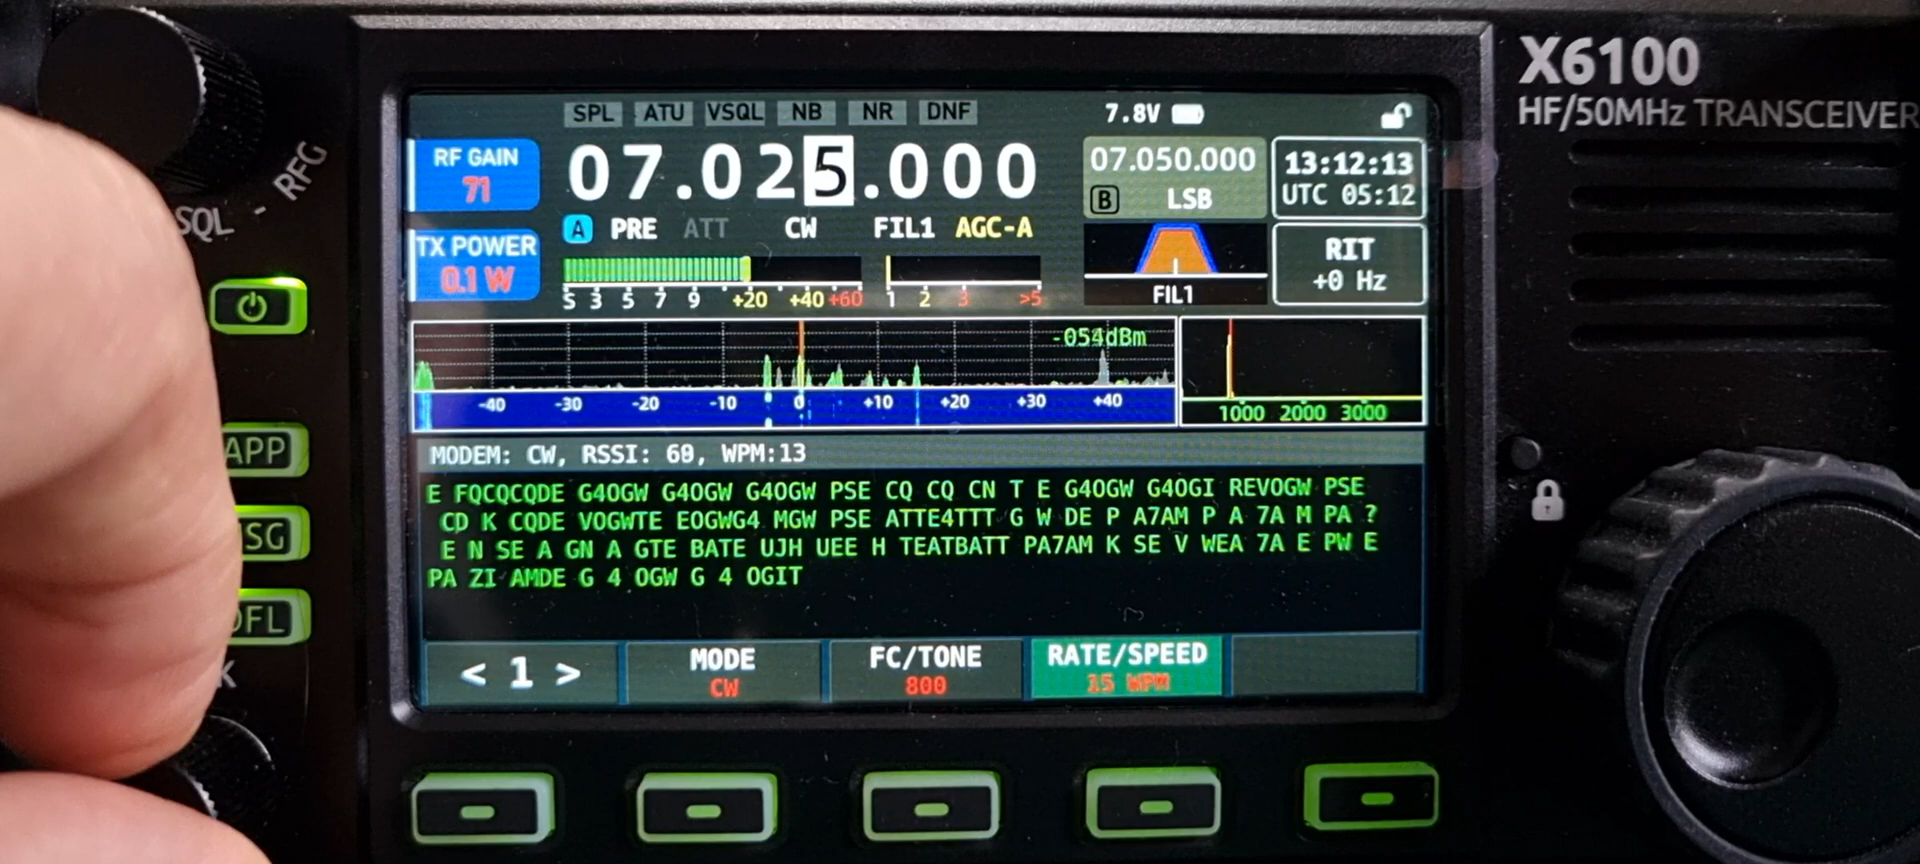 X6100
HF/50MHz TRANSCEIVER
SQL - RFG
SPL ATU VSQL NB NR DNF 7.8V
RF GAIN
71
07.025.000
07.050.000
B LSB
13:12:13
UTC 05:12
TX POWER
0.1 W
A PRE ATT CW FIL1 AGC-A
S 3 5 7 9 +20 +40 +60
1 2 3 >5
FIL1
RIT
+0 Hz
-054dBm
-40 -30 -20 -10 0 +10 +20 +30 +40
1000 2000 3000
APP
SG
DFL
K
MODEM: CW, RSSI: 60, WPM:13
E FQCQCQDE G4OGW G4OGW G4OGW PSE CQ CQ CN T E G4OGW G4OGI REVOGW PSE
CD K CQDE VOGWTE EOGWG4 MGW PSE ATTE4TTT G W DE P A7AM P A 7A M PA ?
E N SE A GN A GTE BATE UJH UEE H TEATBATT PA7AM K SE V WEA 7A E PW E
PA ZI AMDE G 4 OGW G 4 OGIT
< 1 >
MODE
CW
FC/TONE
800
RATE/SPEED
15 WPM